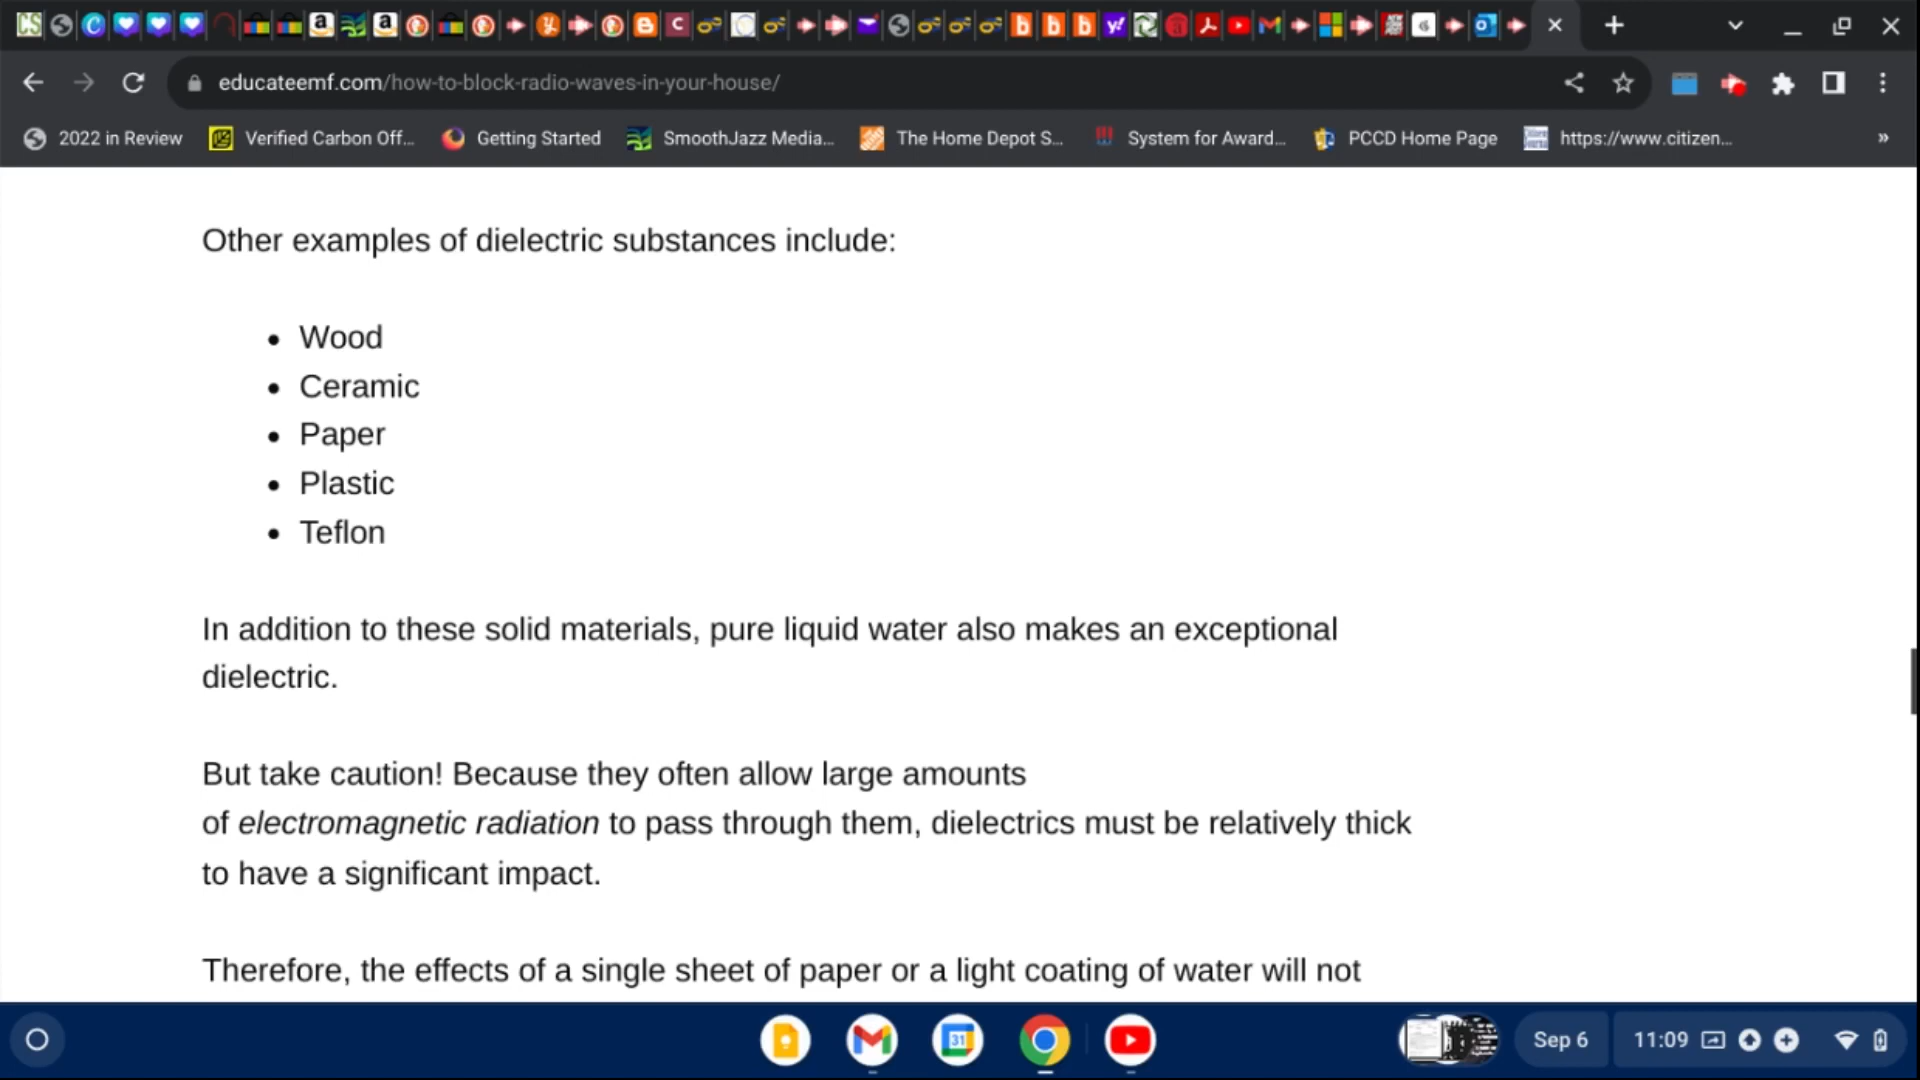 educateemf.com/how-to-block-radio-waves-in-your-house/
2022 in Review
Verified Carbon Off...
Getting Started
SmoothJazz Media...
The Home Depot S...
System for Award...
PCCD Home Page
https://www.citizen...
»
Other examples of dielectric substances include:
• Wood
• Ceramic
• Paper
• Plastic
• Teflon
In addition to these solid materials, pure liquid water also makes an exceptional
dielectric.
But take caution! Because they often allow large amounts
of electromagnetic radiation to pass through them, dielectrics must be relatively thick
to have a significant impact.
Therefore, the effects of a single sheet of paper or a light coating of water will not
31
Sep 6
11:09